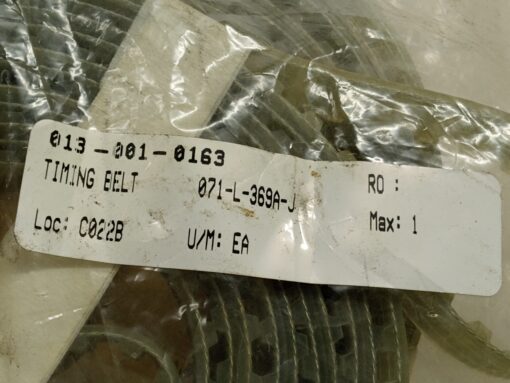 013-001-0163
TIMING BELT 071-L-369A-J RO :
Loc: C022B U/M: EA Max: 1